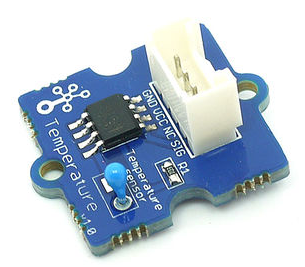 GND VCC NC SIG
R1
Temperature
Sensor
Temperature v1.0